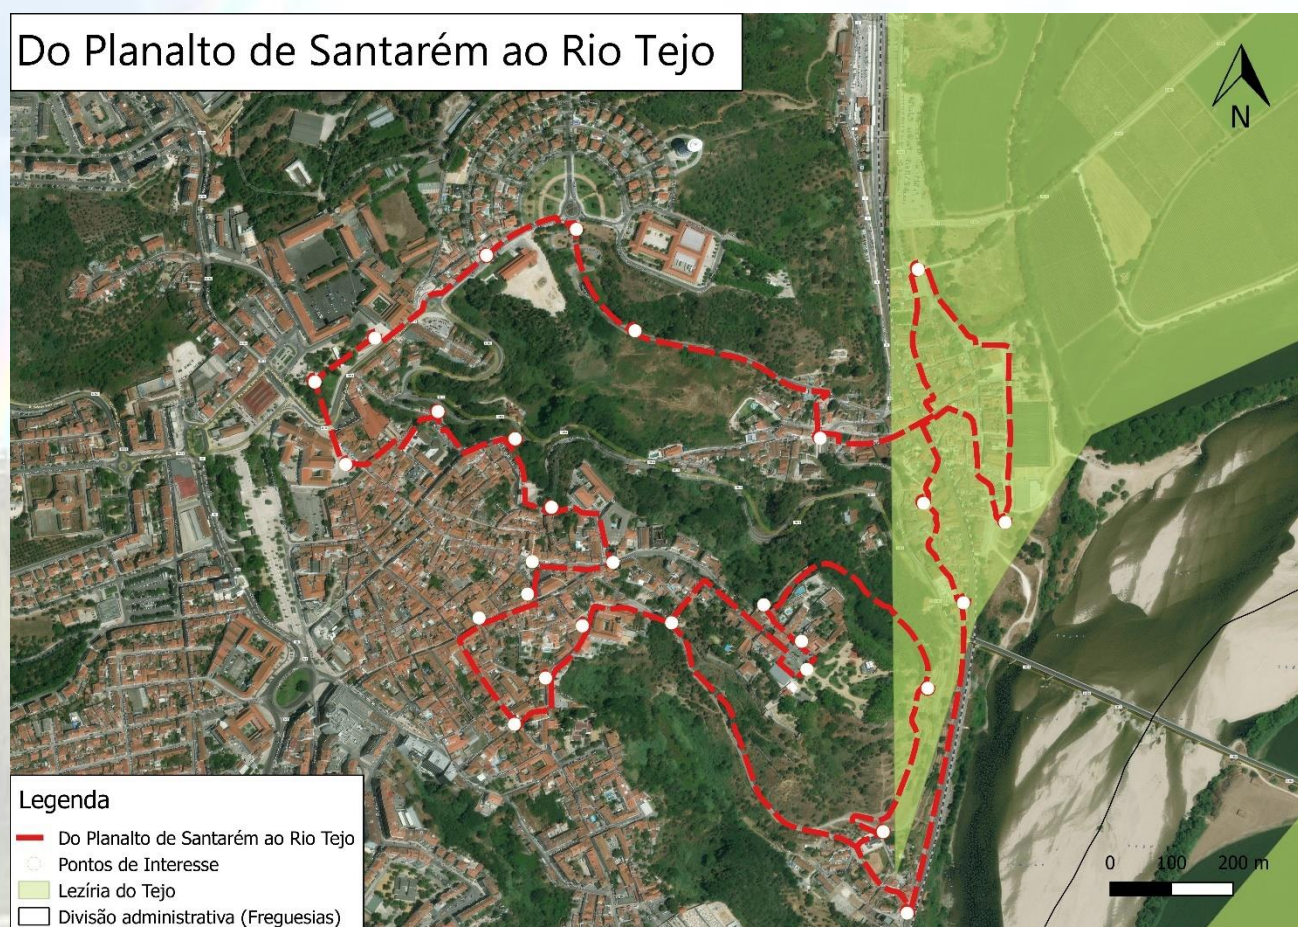 Do Planalto de Santarém ao Rio Tejo
N
Legenda
Do Planalto de Santarém ao Rio Tejo
Pontos de Interesse
Lezíria do Tejo
Divisão administrativa (Freguesias)
0 100 200 m